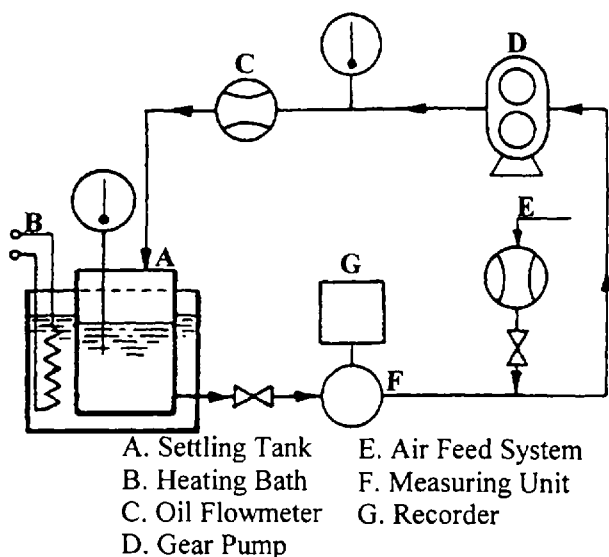 D
C
E
B
A
G
F
A. Settling Tank
B. Heating Bath
C. Oil Flowmeter
D. Gear Pump
E. Air Feed System
F. Measuring Unit
G. Recorder